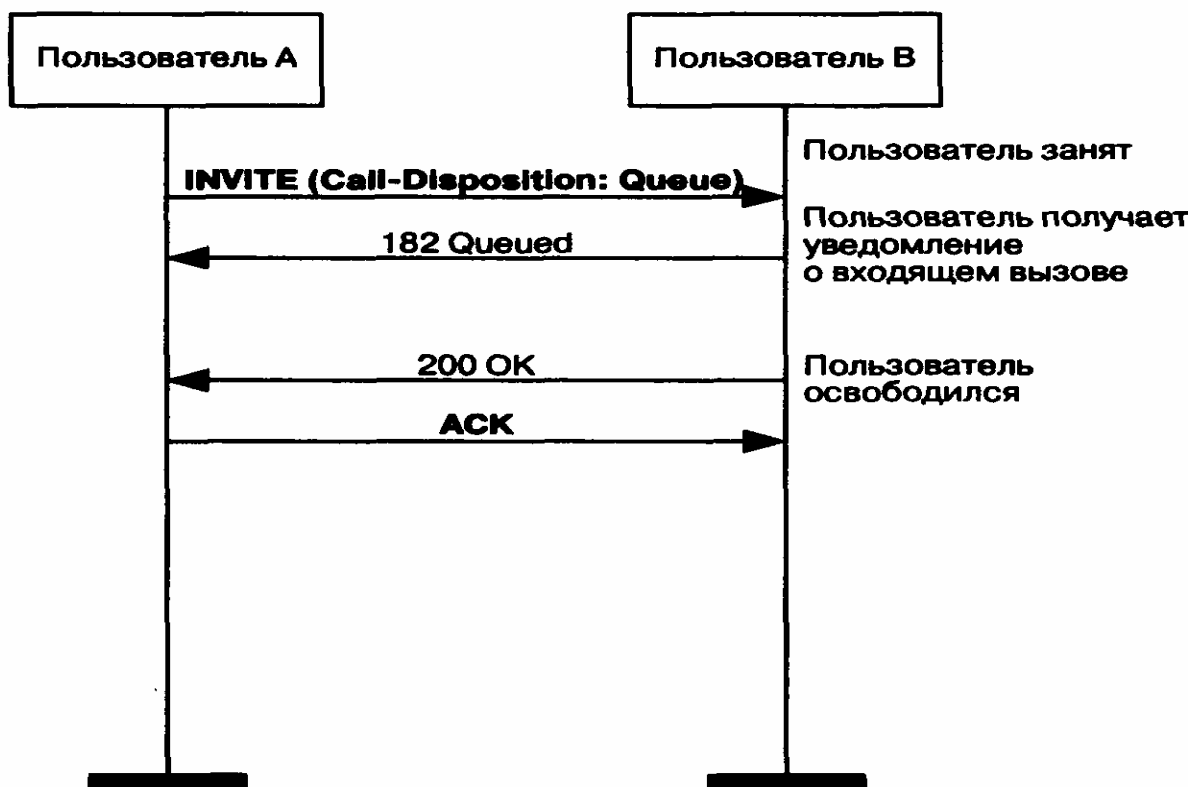 Пользователь А
Пользователь В
Пользователь занят
INVITE (Call-Disposition: Queue)
Пользователь получает
уведомление
о входящем вызове
182 Queued
200 OK
Пользователь
освободился
ACK